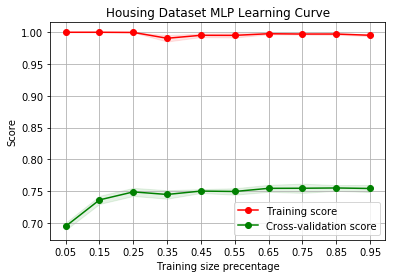 Housing Dataset MLP Learning Curve
1.00
0.95
0.90
0.85
0.80
0.75
0.70
Score
Training score
Cross-validation score
0.05 0.15 0.25 0.35 0.45 0.55 0.65 0.75 0.85 0.95
Training size precentage